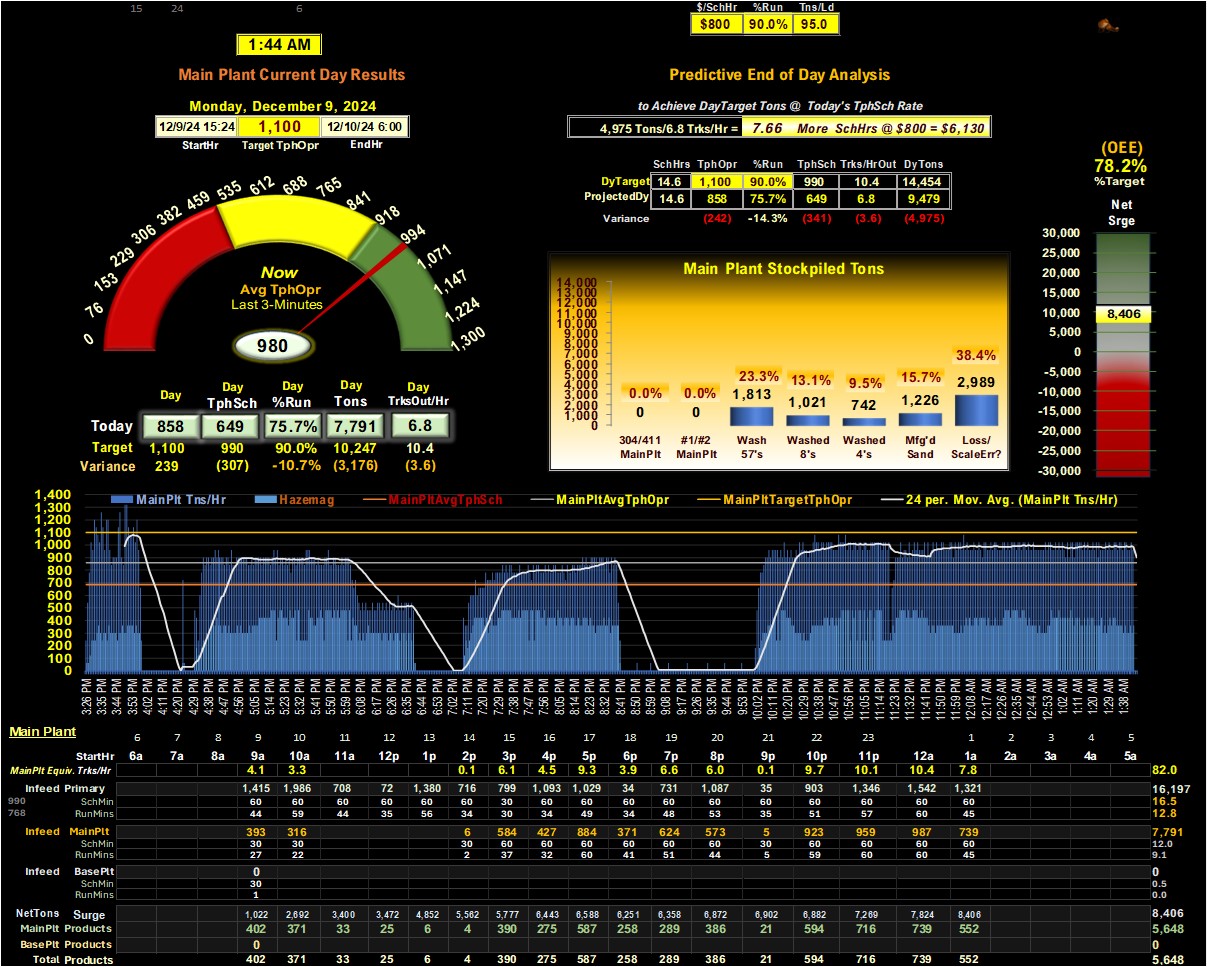 15 24 6
$/SchHr %Run Tns/Ld
$800 90.0% 95.0
1:44 AM
Main Plant Current Day Results
Predictive End of Day Analysis
Monday, December 9, 2024
to Achieve DayTarget Tons @ Today's TphSch Rate
12/9/24 15:24 1,100 12/10/24 6:00
4,975 Tons/6.8 Trks/Hr = 7.66 More SchHrs @ $800 = $6,130
StartHr Target TphOpr EndHr
(OEE)
78.2%
%Target
SchHrs TphOpr %Run TphSch Trks/HrOut DyTons
DyTarget 14.6 1,100 90.0% 990 10.4 14,454
ProjectedDy 14.6 858 75.7% 649 6.8 9,479
Variance (242) -14.3% (341) (3.6) (4,975)
Net
Srge
30,000
25,000
20,000
15,000
10,000
5,000
0
-5,000
-10,000
-15,000
-20,000
-25,000
-30,000
8,406
0 76 153 229 306 382 459 535 612 688 765 841 918 994 1,071 1,147 1,224 1,300
Now
Avg TphOpr
Last 3-Minutes
980
Main Plant Stockpiled Tons
14,000
13,000
12,000
11,000
10,000
9,000
8,000
7,000
6,000
5,000
4,000
3,000
2,000
1,000
0
0.0% 0.0% 23.3% 13.1% 9.5% 15.7% 38.4%
0 0 1,813 1,021 742 1,226 2,989
304/411 #1/#2 Wash Washed Washed Mfg'd Loss/
MainPlt MainPlt 57's 8's 4's Sand ScaleErr?
Day Day Day Day Day
TphSch %Run Tons TrksOut/Hr
Today 858 649 75.7% 7,791 6.8
Target 1,100 990 90.0% 10,247 10.4
Variance 239 (307) -10.7% (3,176) (3.6)
MainPlt Tns/Hr Hazemag MainPltAvgTphSch MainPltAvgTphOpr MainPltTargetTphOpr 24 per. Mov. Avg. (MainPlt Tns/Hr)
1,400
1,300
1,200
1,100
1,000
900
800
700
600
500
400
300
200
100
0
3:26 PM 3:35 PM 3:44 PM 3:53 PM 4:02 PM 4:11 PM 4:20 PM 4:29 PM 4:38 PM 4:47 PM 4:56 PM 5:05 PM 5:14 PM 5:23 PM 5:32 PM 5:41 PM 5:50 PM 5:59 PM 6:08 PM 6:17 PM 6:26 PM 6:35 PM 6:44 PM 6:53 PM 7:02 PM 7:11 PM 7:20 PM 7:29 PM 7:38 PM 7:47 PM 7:56 PM 8:05 PM 8:14 PM 8:23 PM 8:32 PM 8:41 PM 8:50 PM 8:59 PM 9:08 PM 9:17 PM 9:26 PM 9:35 PM 9:44 PM 9:53 PM 10:02 PM 10:11 PM 10:20 PM 10:29 PM 10:38 PM 10:47 PM 10:56 PM 11:05 PM 11:14 PM 11:23 PM 11:32 PM 11:41 PM 11:50 PM 11:59 PM 12:08 AM 12:17 AM 12:26 AM 12:35 AM 12:44 AM 12:53 AM 1:02 AM 1:11 AM 1:20 AM 1:29 AM 1:38 AM
Main Plant
6 7 8 9 10 11 12 13 14 15 16 17 18 19 20 21 22 23 1 2 3 4 5
StartHr 6a 7a 8a 9a 10a 11a 12p 1p 2p 3p 4p 5p 6p 7p 8p 9p 10p 11p 12a 1a 2a 3a 4a 5a
MainPlt Equiv. Trks/Hr 4.1 3.3 0.1 6.1 4.5 9.3 3.9 6.6 6.0 0.1 9.7 10.1 10.4 7.8 82.0
Infeed Primary 1,415 1,986 708 72 1,380 716 799 1,093 1,029 34 731 1,087 35 903 1,346 1,542 1,321 16,197
990 SchMin 60 60 60 60 60 60 30 60 60 60 60 60 60 60 60 60 60 16.5
768 RunMins 44 59 44 35 56 34 30 34 49 34 48 53 35 51 57 60 45 12.8
Infeed MainPlt 393 316 6 584 427 884 371 624 573 5 923 959 987 739 7,791
SchMin 30 30 30 60 60 60 60 60 60 30 60 60 60 60 12.0
RunMins 27 22 2 37 32 60 41 51 44 5 59 60 60 45 9.1
Infeed BasePlt 0 0
SchMin 30 0.5
RunMins 1 0.0
NetTons Surge 1,022 2,692 3,400 3,472 4,852 5,562 5,777 6,443 6,588 6,251 6,358 6,872 6,902 6,882 7,269 7,824 8,406 8,406
MainPlt Products 402 371 33 25 6 4 390 275 587 258 289 386 21 594 716 739 552 5,648
BasePlt Products 0 0
Total Products 402 371 33 25 6 4 390 275 587 258 289 386 21 594 716 739 552 5,648